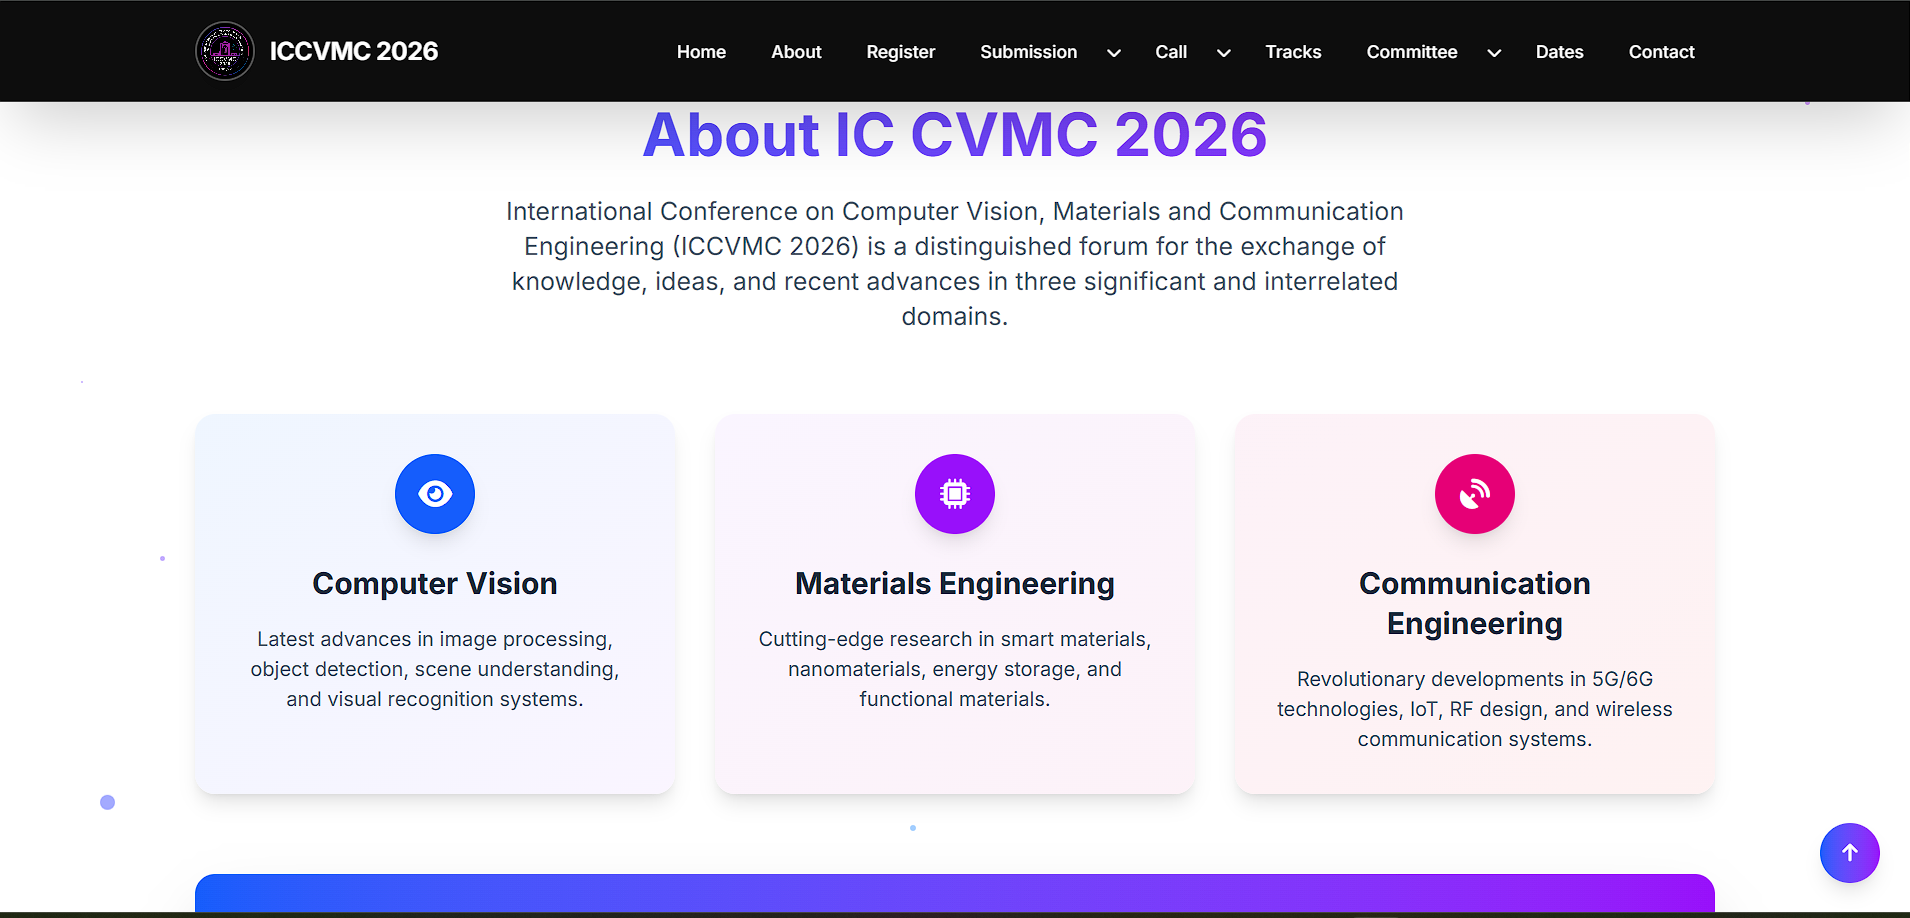 ICCVMC 2026
Home About Register Submission Call Tracks Committee Dates Contact
About IC CVMC 2026
International Conference on Computer Vision, Materials and Communication
Engineering (ICCVMC 2026) is a distinguished forum for the exchange of
knowledge, ideas, and recent advances in three significant and interrelated
domains.
Computer Vision
Latest advances in image processing,
object detection, scene understanding,
and visual recognition systems.
Materials Engineering
Cutting-edge research in smart materials,
nanomaterials, energy storage, and
functional materials.
Communication
Engineering
Revolutionary developments in 5G/6G
technologies, IoT, RF design, and wireless
communication systems.